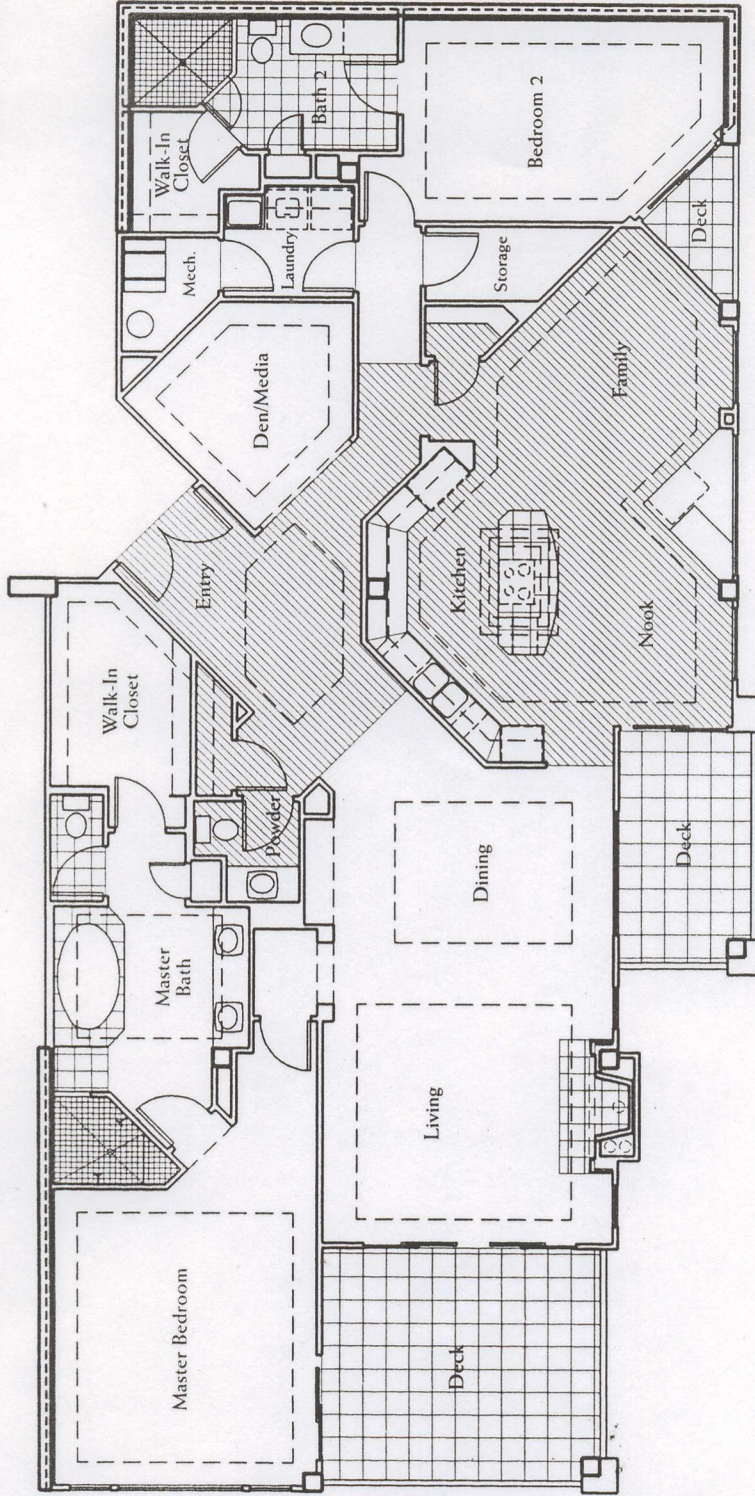 Walk-In
Closet
Bath 2
Bedroom 2
Mech.
Laundry
Storage
Deck
Den/Media
Family
Entry
Kitchen
Nook
Walk-In
Closet
Powder
Dining
Deck
Master
Bath
Living
Master Bedroom
Deck